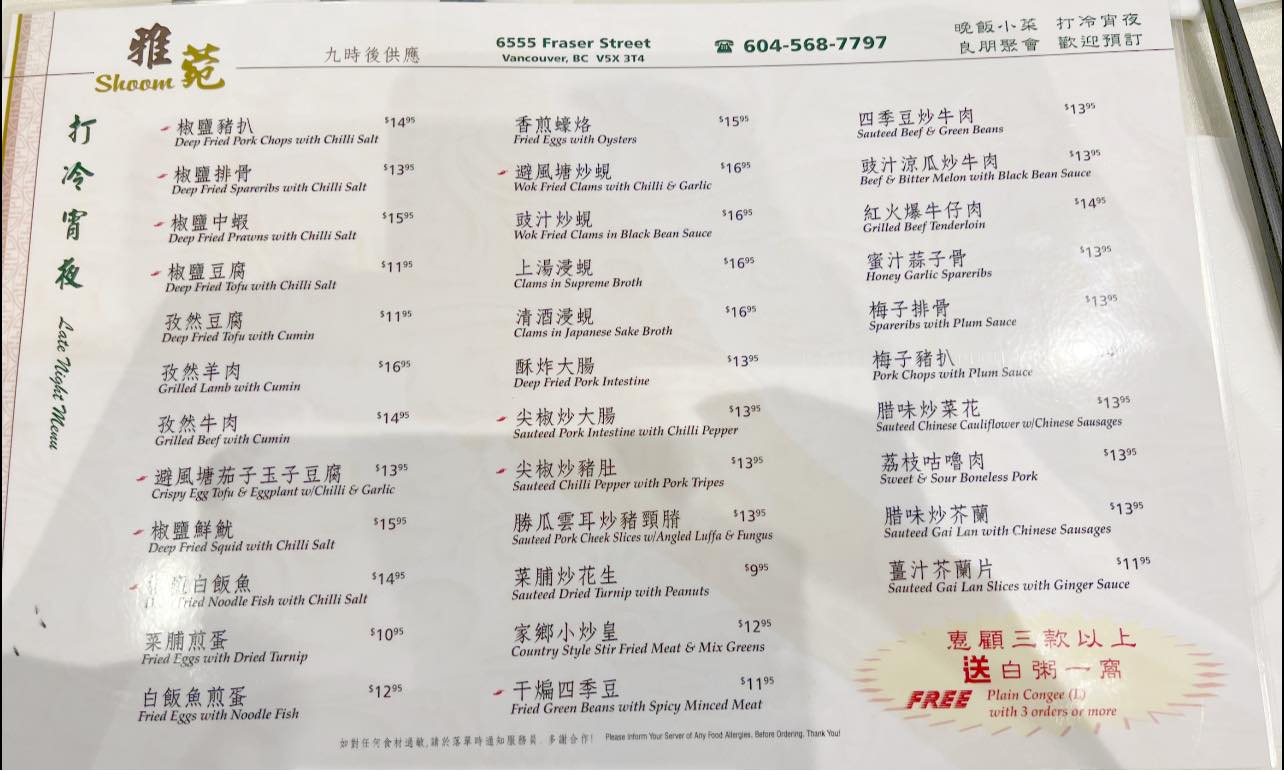 雅苑
Shoom
九時後供應
6555 Fraser Street
Vancouver, BC V5X 3T4
☎ 604-568-7797
晚飯小菜 打冷宵夜
良朋聚會 歡迎預訂
打冷宵夜
Late Night Menu
椒鹽豬扒 $14.95
Deep Fried Pork Chops with Chilli Salt
椒鹽排骨 $13.95
Deep Fried Spareribs with Chilli Salt
椒鹽中蝦 $15.95
Deep Fried Prawns with Chilli Salt
椒鹽豆腐 $11.95
Deep Fried Tofu with Chilli Salt
孜然豆腐 $11.95
Deep Fried Tofu with Cumin
孜然羊肉 $16.95
Grilled Lamb with Cumin
孜然牛肉 $14.95
Grilled Beef with Cumin
避風塘茄子玉子豆腐 $13.95
Crispy Egg Tofu & Eggplant w/Chilli & Garlic
椒鹽鮮魷 $15.95
Deep Fried Squid with Chilli Salt
白飯魚 $14.95
Fried Noodle Fish with Chilli Salt
菜脯煎蛋 $10.95
Fried Eggs with Dried Turnip
白飯魚煎蛋 $12.95
Fried Eggs with Noodle Fish
香煎蠔烙 $15.95
Fried Eggs with Oysters
避風塘炒蜆 $16.95
Wok Fried Clams with Chilli & Garlic
豉汁炒蜆 $16.95
Wok Fried Clams in Black Bean Sauce
上湯浸蜆 $16.95
Clams in Supreme Broth
清酒浸蜆 $16.95
Clams in Japanese Sake Broth
酥炸大腸 $13.95
Deep Fried Pork Intestine
尖椒炒大腸 $13.95
Sauteed Pork Intestine with Chilli Pepper
尖椒炒豬肚 $13.95
Sauteed Chilli Pepper with Pork Tripes
勝瓜雲耳炒豬頸膌 $13.95
Sauteed Pork Cheek Slices w/Angled Luffa & Fungus
菜脯炒花生 $9.95
Sauteed Dried Turnip with Peanuts
家鄉小炒皇 $12.95
Country Style Stir Fried Meat & Mix Greens
干煸四季豆 $11.95
Fried Green Beans with Spicy Minced Meat
四季豆炒牛肉 $13.95
Sauteed Beef & Green Beans
豉汁涼瓜炒牛肉 $13.95
Beef & Bitter Melon with Black Bean Sauce
紅火爆牛仔肉 $14.95
Grilled Beef Tenderloin
蜜汁蒜子骨 $13.95
Honey Garlic Spareribs
梅子排骨 $13.95
Spareribs with Plum Sauce
梅子豬扒
Pork Chops with Plum Sauce
腊味炒菜花 $13.95
Sauteed Chinese Cauliflower w/Chinese Sausages
荔枝咕嚕肉 $13.95
Sweet & Sour Boneless Pork
腊味炒芥蘭 $13.95
Sauteed Gai Lan with Chinese Sausages
薑汁芥蘭片 $11.95
Sauteed Gai Lan Slices with Ginger Sauce
惠顧三款以上
送白粥一窩
FREE Plain Congee (L)
with 3 orders or more
如對任何食材過敏,請於落單時通知服務員. 多謝合作! Please Inform Your Server of Any Food Allergies, Before Ordering. Thank You!